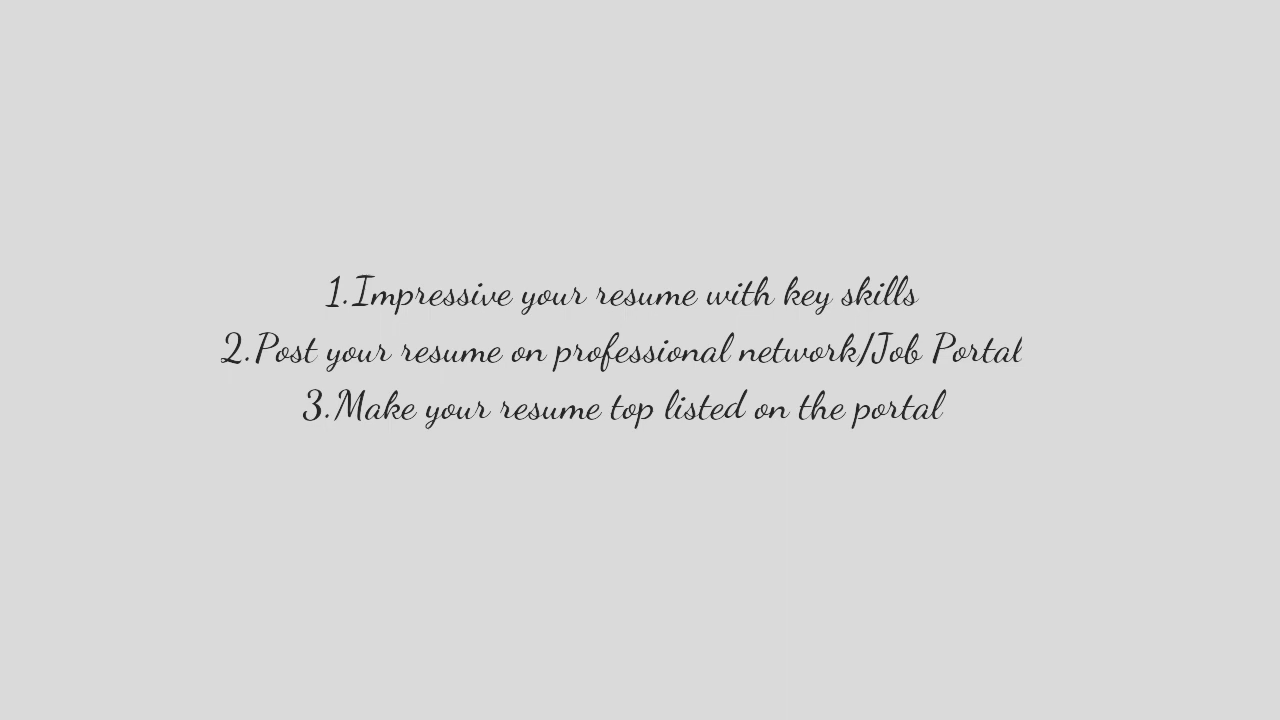 1.Impressive your resume with key skills
2.Post your resume on professional network/Job Portal
3.Make your resume top listed on the portal